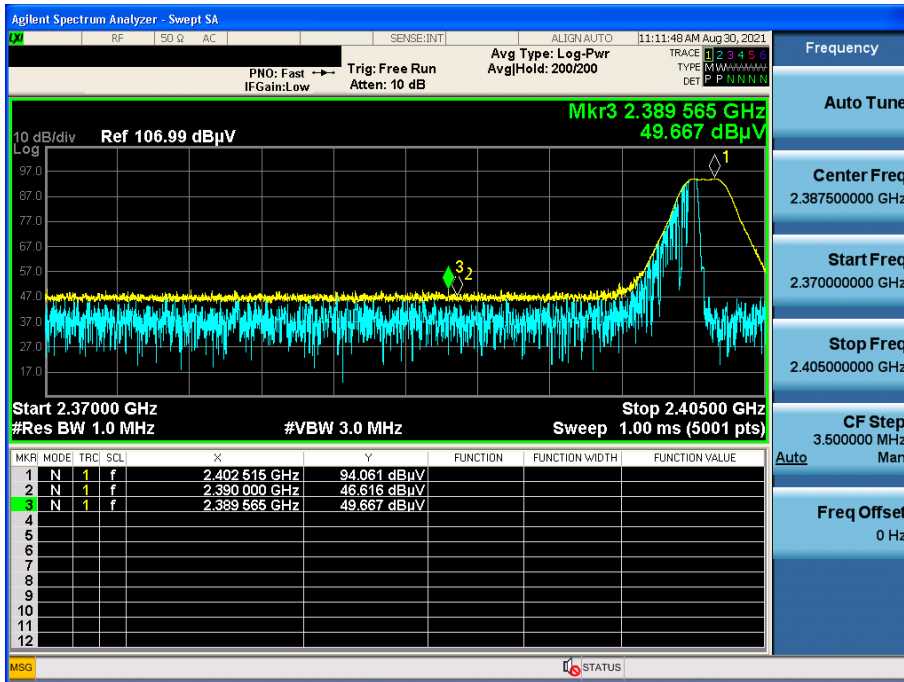 Agilent Spectrum Analyzer - Swept SA
LXI RF 50 Ω AC SENSE:INT ALIGN AUTO 11:11:48 AM Aug 30, 2021
PNO: Fast Trig: Free Run Avg Type: Log-Pwr TRACE 1 2 3 4 5 6
IFGain:Low Atten: 10 dB Avg|Hold: 200/200 TYPE M W
DET P P N N N N
Mkr3 2.389 565 GHz
49.667 dBµV
10 dB/div Ref 106.99 dBµV
Log
97.0
87.0
77.0
67.0
57.0
47.0
37.0
27.0
17.0
1
3
2
Start 2.37000 GHz Stop 2.40500 GHz
#Res BW 1.0 MHz #VBW 3.0 MHz Sweep 1.00 ms (5001 pts)
MKR MODE TRC SCL X Y FUNCTION FUNCTION WIDTH FUNCTION VALUE
1 N 1 f 2.402 515 GHz 94.061 dBµV
2 N 1 f 2.390 000 GHz 46.616 dBµV
3 N 1 f 2.389 565 GHz 49.667 dBµV
4
5
6
7
8
9
10
11
12
MSG STATUS
Frequency
Auto Tune
Center Freq
2.387500000 GHz
Start Freq
2.370000000 GHz
Stop Freq
2.405000000 GHz
CF Step
3.500000 MHz
Auto Man
Freq Offset
0 Hz